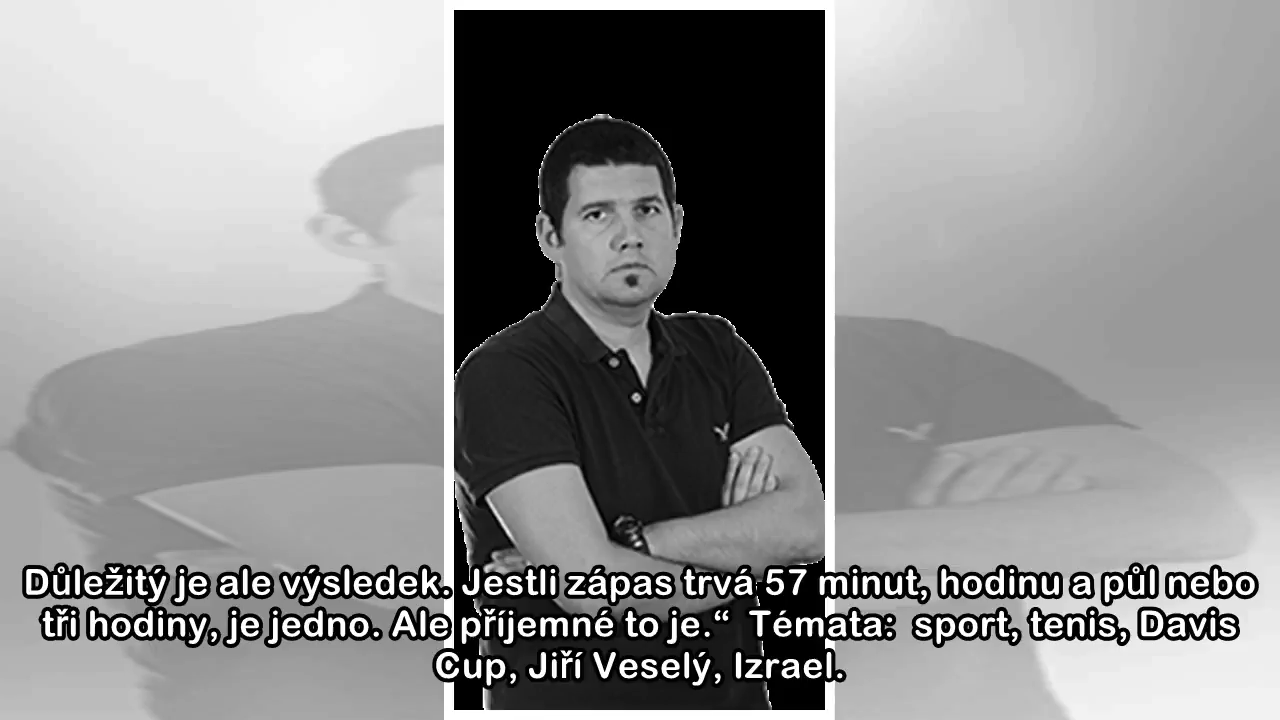 Důležitý je ale výsledek. Jestli zápas trvá 57 minut, hodinu a půl nebo
tři hodiny, je jedno. Ale příjemné to je.“  Témata:  sport, tenis, Davis
Cup, Jiří Veselý, Izrael.